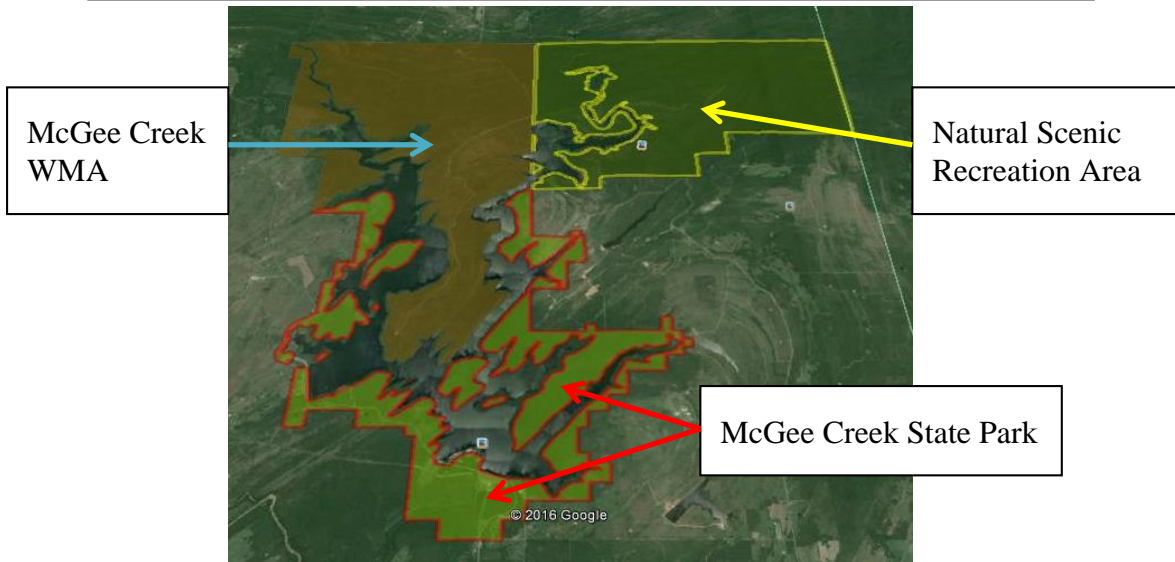 McGee Creek
WMA
Natural Scenic
Recreation Area
McGee Creek State Park
© 2016 Google